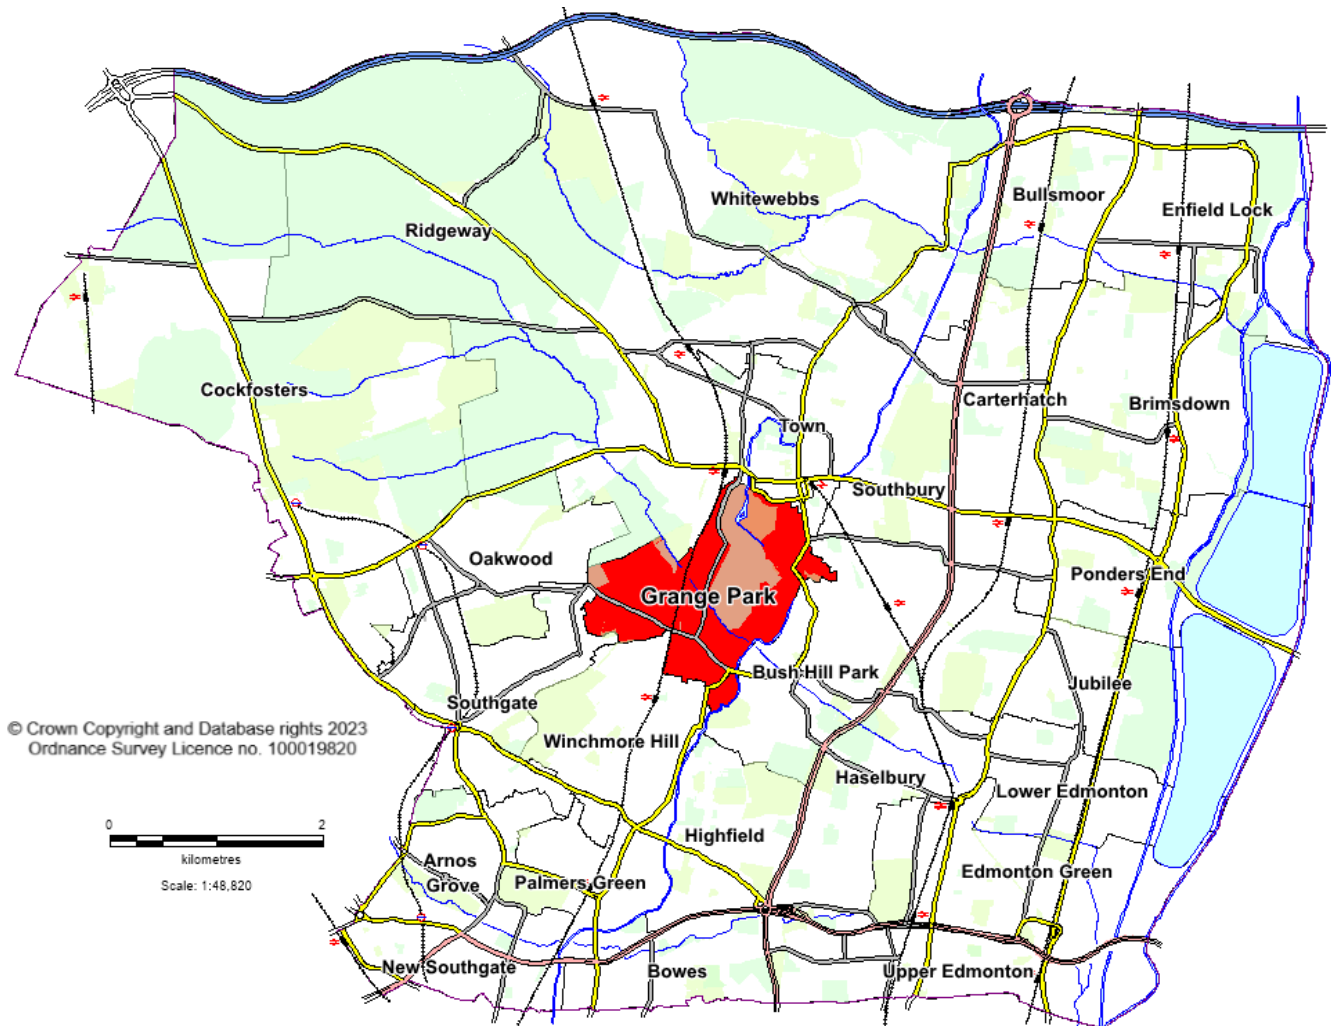 Bullsmoor
Whitewebbs
Enfield Lock
Ridgeway
Cockfosters
Carterhatch
Brimsdown
Town
Southbury
Oakwood
Ponders End
Grange Park
Bush Hill Park
Jubilee
Southgate
© Crown Copyright and Database rights 2023
Ordnance Survey Licence no. 100019820
Winchmore Hill
Haselbury
Lower Edmonton
0 2
kilometres
Scale: 1:48,820
Highfield
Arnos
Grove
Palmers Green
Edmonton Green
New Southgate
Bowes
Upper Edmonton